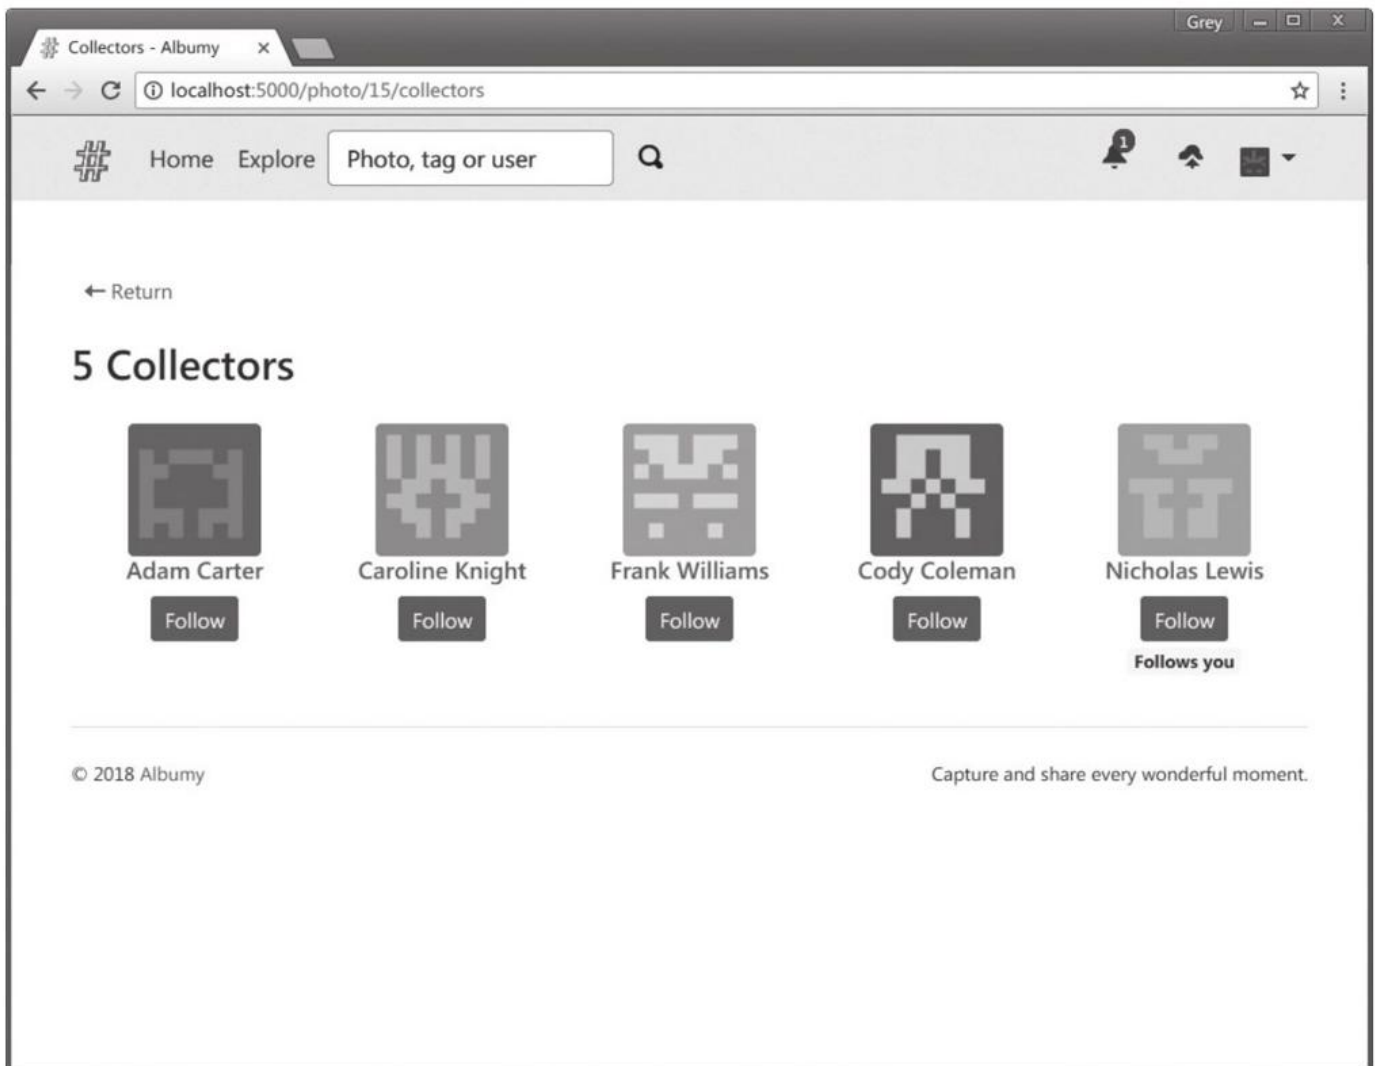 Grey
Collectors - Albumy
localhost:5000/photo/15/collectors
Home Explore Photo, tag or user 1
Return
5 Collectors
Adam Carter Caroline Knight Frank Williams Cody Coleman Nicholas Lewis
Follow Follow Follow Follow Follow
Follows you
© 2018 Albumy Capture and share every wonderful moment.